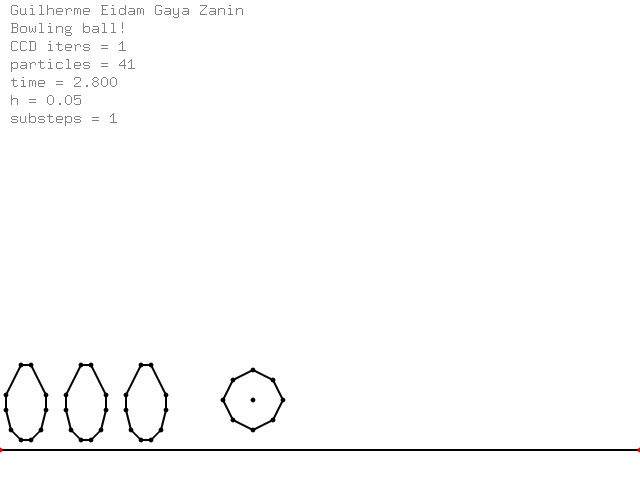 Guilherme Eidam Gaya Zanin
Bowling ball!
CCD iters = 1
particles = 41
time = 2.800
h = 0.05
substeps = 1